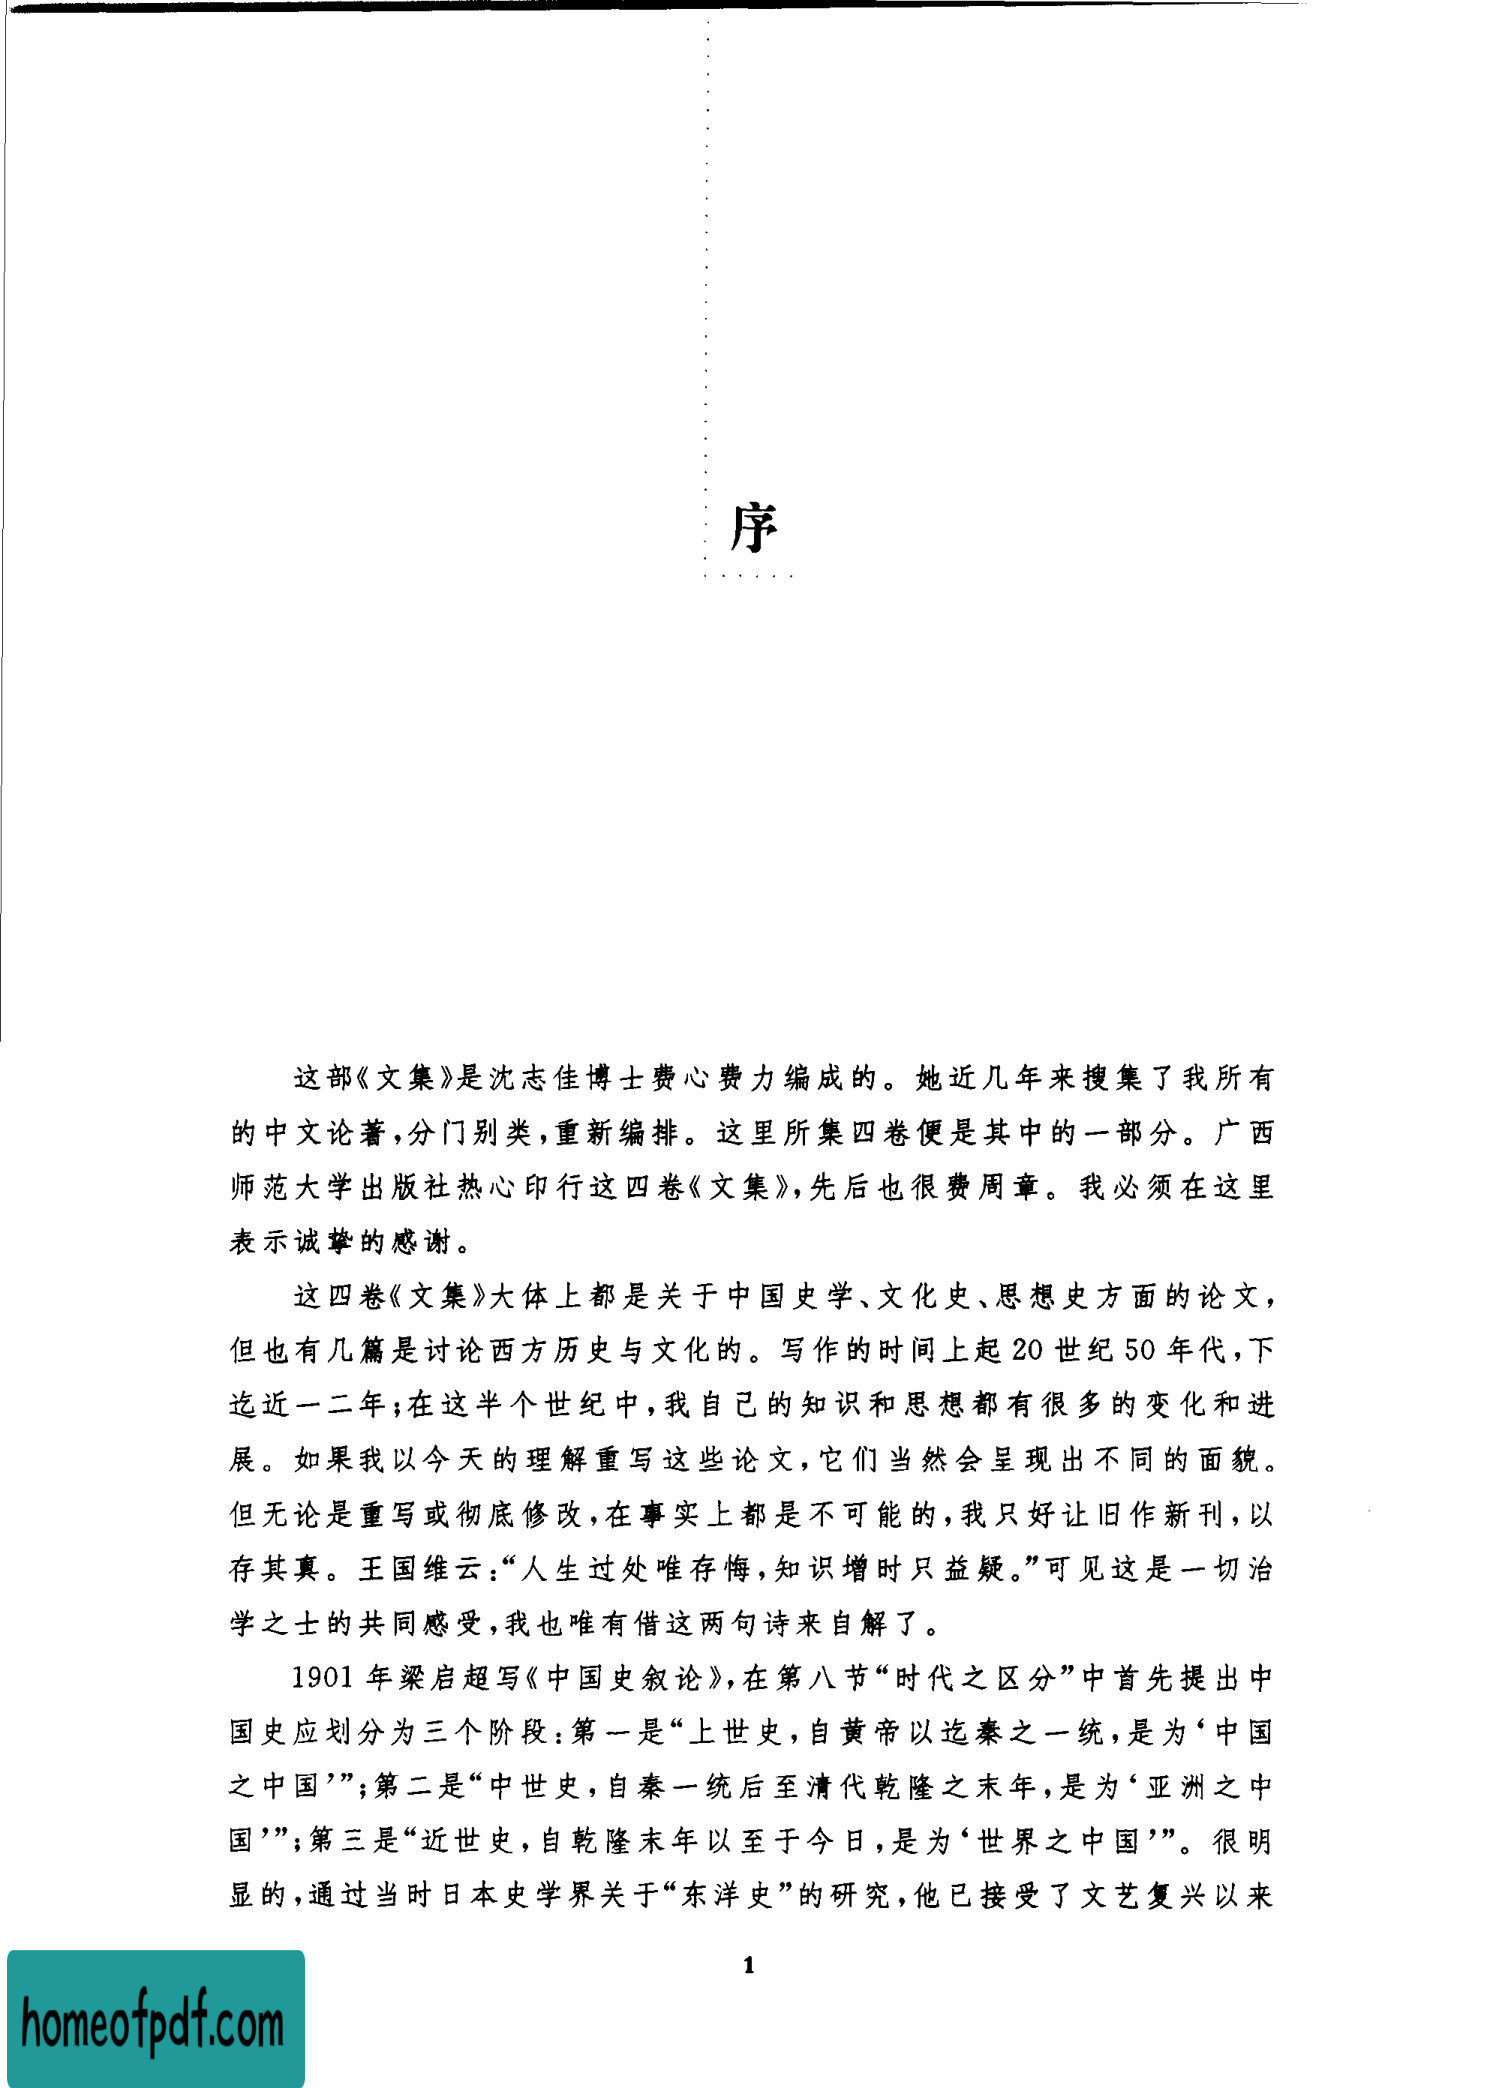 序
这部《文集》是沈志佳博士费心费力编成的。她近几年来搜集了我所有
的中文论著，分门别类，重新编排。这里所集四卷便是其中的一部分。广西
师范大学出版社热心印行这四卷《文集》，先后也很费周章。我必须在这里
表示诚挚的感谢。
这四卷《文集》大体上都是关于中国史学、文化史、思想史方面的论文，
但也有几篇是讨论西方历史与文化的。写作的时间上起20世纪50年代，下
迄近一二年；在这半个世纪中，我自己的知识和思想都有很多的变化和进
展。如果我以今天的理解重写这些论文，它们当然会呈现出不同的面貌。
但无论是重写或彻底修改，在事实上都是不可能的，我只好让旧作新刊，以
存其真。王国维云：“人生过处唯存悔，知识增时只益疑。”可见这是一切治
学之士的共同感受，我也唯有借这两句诗来自解了。
1901年梁启超写《中国史叙论》，在第八节“时代之区分”中首先提出中
国史应划分为三个阶段：第一是“上世史，自黄帝以迄秦之一统，是为‘中国
之中国’”；第二是“中世史，自秦一统后至清代乾隆之末年，是为‘亚洲之中
国’”；第三是“近世史，自乾隆末年以至于今日，是为‘世界之中国’”。很明
显的，通过当时日本史学界关于“东洋史”的研究，他已接受了文艺复兴以来
1
homeofpdf.com